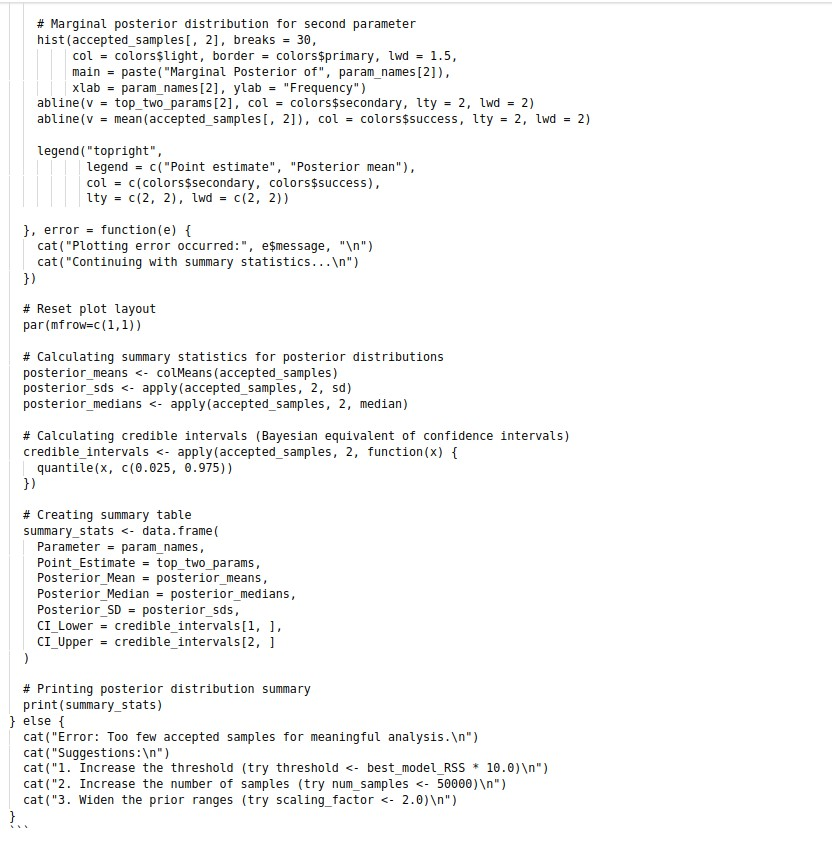 # Marginal posterior distribution for second parameter
    hist(accepted_samples[, 2], breaks = 30,
         col = colors$light, border = colors$primary, lwd = 1.5,
         main = paste("Marginal Posterior of", param_names[2]),
         xlab = param_names[2], ylab = "Frequency")
    abline(v = top_two_params[2], col = colors$secondary, lty = 2, lwd = 2)
    abline(v = mean(accepted_samples[, 2]), col = colors$success, lty = 2, lwd = 2)

    legend("topright",
           legend = c("Point estimate", "Posterior mean"),
           col = c(colors$secondary, colors$success),
           lty = c(2, 2), lwd = c(2, 2))

  }, error = function(e) {
    cat("Plotting error occurred:", e$message, "\n")
    cat("Continuing with summary statistics...\n")
  })

  # Reset plot layout
  par(mfrow=c(1,1))

  # Calculating summary statistics for posterior distributions
  posterior_means <- colMeans(accepted_samples)
  posterior_sds <- apply(accepted_samples, 2, sd)
  posterior_medians <- apply(accepted_samples, 2, median)

  # Calculating credible intervals (Bayesian equivalent of confidence intervals)
  credible_intervals <- apply(accepted_samples, 2, function(x) {
    quantile(x, c(0.025, 0.975))
  })

  # Creating summary table
  summary_stats <- data.frame(
    Parameter = param_names,
    Point_Estimate = top_two_params,
    Posterior_Mean = posterior_means,
    Posterior_Median = posterior_medians,
    Posterior_SD = posterior_sds,
    CI_Lower = credible_intervals[1, ],
    CI_Upper = credible_intervals[2, ]
  )

  # Printing posterior distribution summary
  print(summary_stats)
} else {
  cat("Error: Too few accepted samples for meaningful analysis.\n")
  cat("Suggestions:\n")
  cat("1. Increase the threshold (try threshold <- best_model_RSS * 10.0)\n")
  cat("2. Increase the number of samples (try num_samples <- 50000)\n")
  cat("3. Widen the prior ranges (try scaling_factor <- 2.0)\n")
}
```